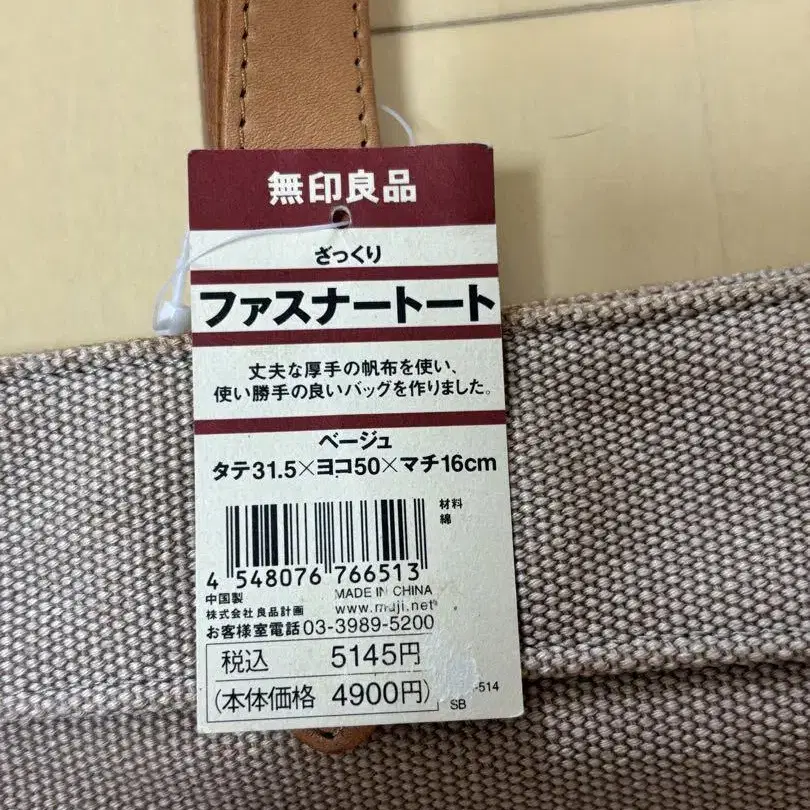 無印良品
ざっくり
ファスナートート
丈夫な厚手の帆布を使い、
使い勝手の良いバッグを作りました。
ベージュ
タテ31.5×ヨコ50×マチ16cm
材料
綿
4 548076 766513
中国製 MADE IN CHINA
株式会社良品計画 www.muji.net
お客様室電話03-3989-5200
税込 5145円
(本体価格 4900円)
-514
SB